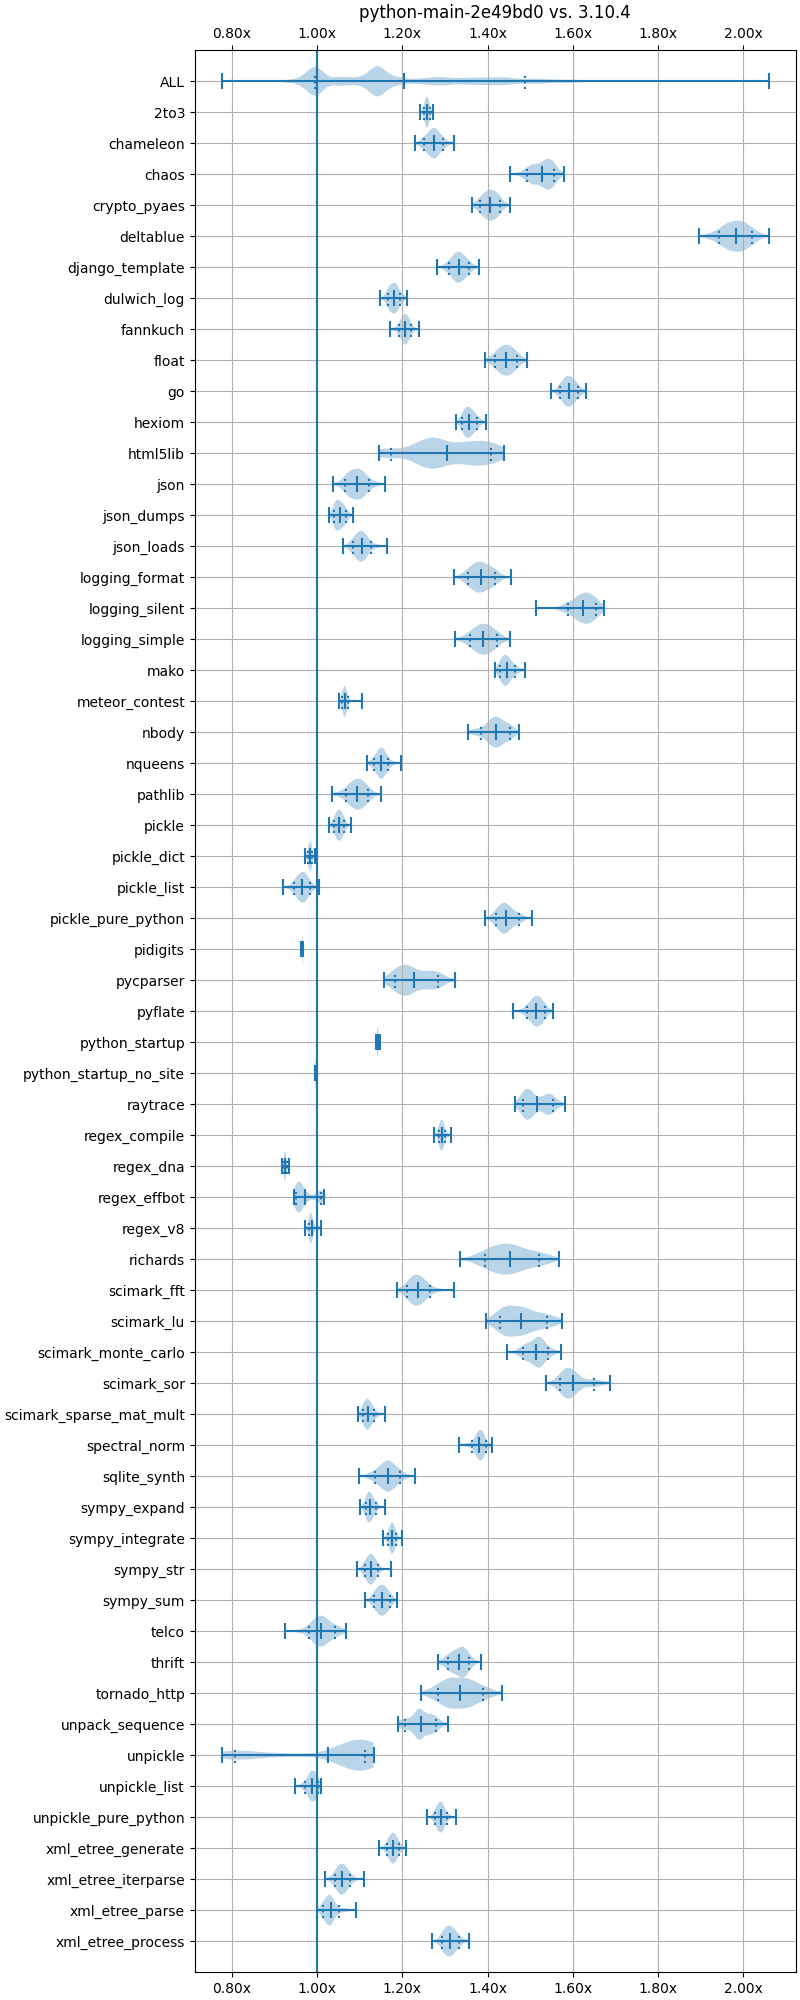 python-main-2e49bd0 vs. 3.10.4
0.80x 1.00x 1.20x 1.40x 1.60x 1.80x 2.00x
ALL
2to3
chameleon
chaos
crypto_pyaes
deltablue
django_template
dulwich_log
fannkuch
float
go
hexiom
html5lib
json
json_dumps
json_loads
logging_format
logging_silent
logging_simple
mako
meteor_contest
nbody
nqueens
pathlib
pickle
pickle_dict
pickle_list
pickle_pure_python
pidigits
pycparser
pyflate
python_startup
python_startup_no_site
raytrace
regex_compile
regex_dna
regex_effbot
regex_v8
richards
scimark_fft
scimark_lu
scimark_monte_carlo
scimark_sor
scimark_sparse_mat_mult
spectral_norm
sqlite_synth
sympy_expand
sympy_integrate
sympy_str
sympy_sum
telco
thrift
tornado_http
unpack_sequence
unpickle
unpickle_list
unpickle_pure_python
xml_etree_generate
xml_etree_iterparse
xml_etree_parse
xml_etree_process
0.80x 1.00x 1.20x 1.40x 1.60x 1.80x 2.00x